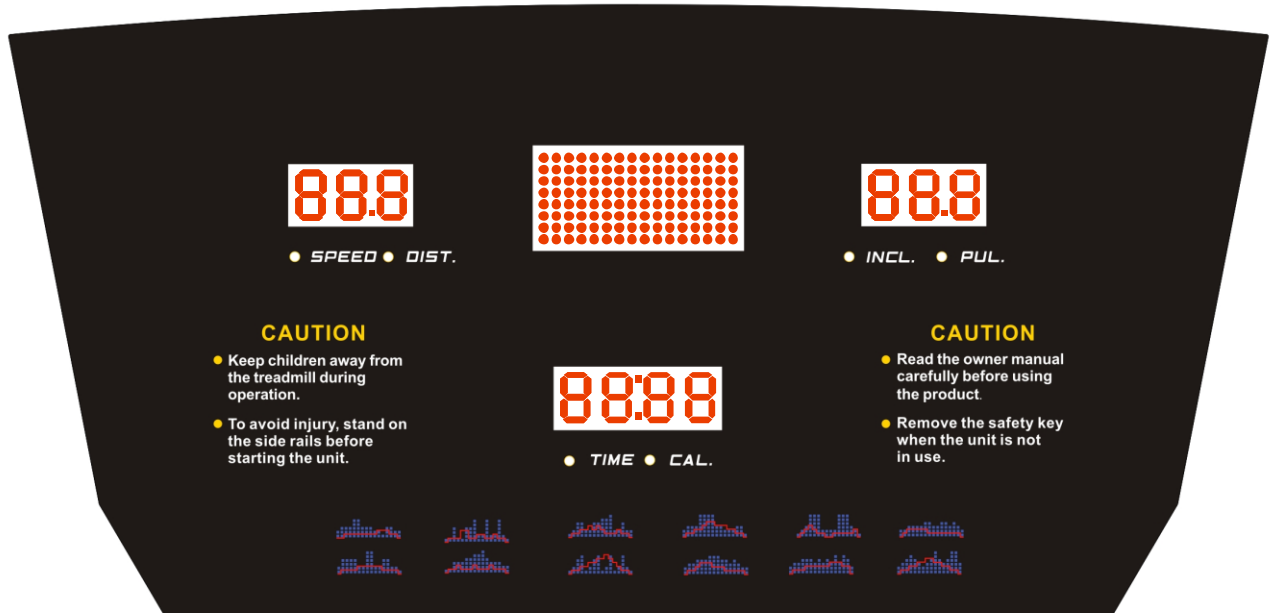 88.8
88.8
SPEED DIST.
INCL. PUL.
CAUTION
Keep children away from
the treadmill during
operation.
To avoid injury, stand on
the side rails before
starting the unit.
88:88
TIME CAL.
CAUTION
Read the owner manual
carefully before using
the product.
Remove the safety key
when the unit is not
in use.